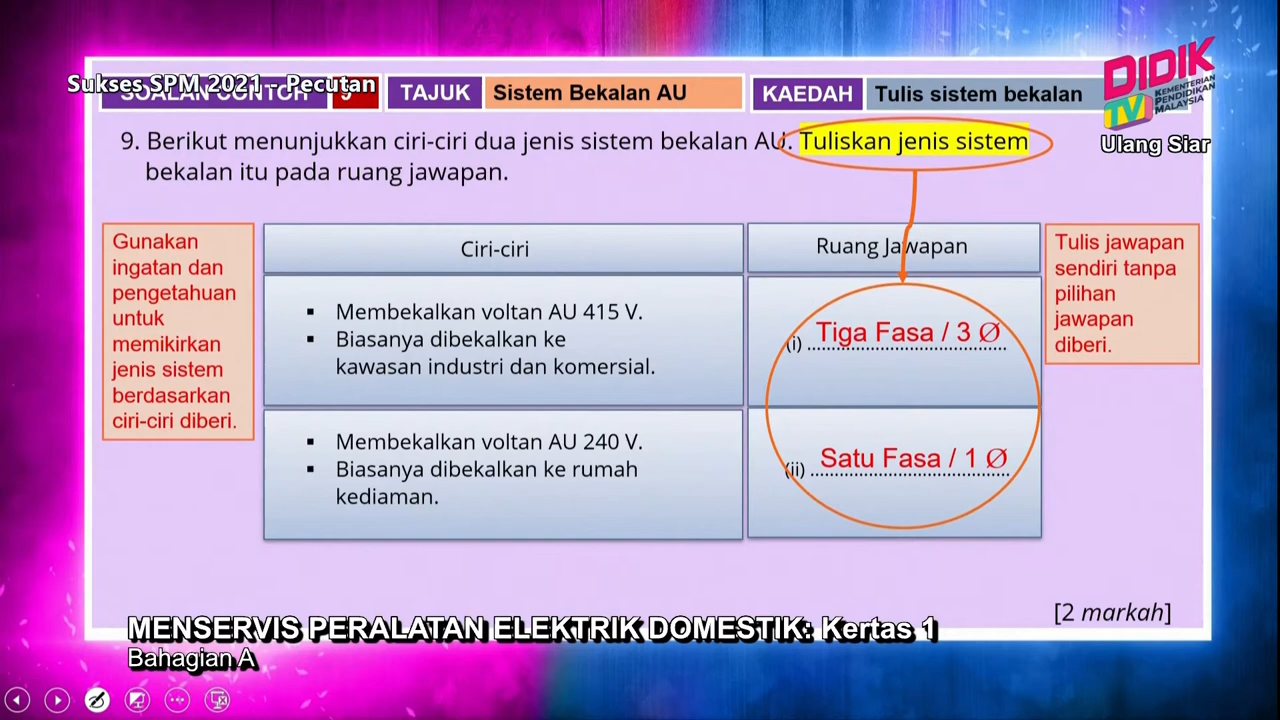 Sukses SPM 2021 - Pecutan
SOALAN CONTOH 9 TAJUK Sistem Bekalan AU KAEDAH Tulis sistem bekalan
DIDIK
TV
KEMENTERIAN
PENDIDIKAN
MALAYSIA
Ulang Siar
9. Berikut menunjukkan ciri-ciri dua jenis sistem bekalan AU. Tuliskan jenis sistem
bekalan itu pada ruang jawapan.
Gunakan
ingatan dan
pengetahuan
untuk
memikirkan
jenis sistem
berdasarkan
ciri-ciri diberi.
Ciri-ciri
Ruang Jawapan
▪ Membekalkan voltan AU 415 V.
▪ Biasanya dibekalkan ke
kawasan industri dan komersial.
(i) Tiga Fasa / 3 Ø
▪ Membekalkan voltan AU 240 V.
▪ Biasanya dibekalkan ke rumah
kediaman.
(ii) Satu Fasa / 1 Ø
Tulis jawapan
sendiri tanpa
pilihan
jawapan
diberi.
[2 markah]
MENSERVIS PERALATAN ELEKTRIK DOMESTIK: Kertas 1
Bahagian A